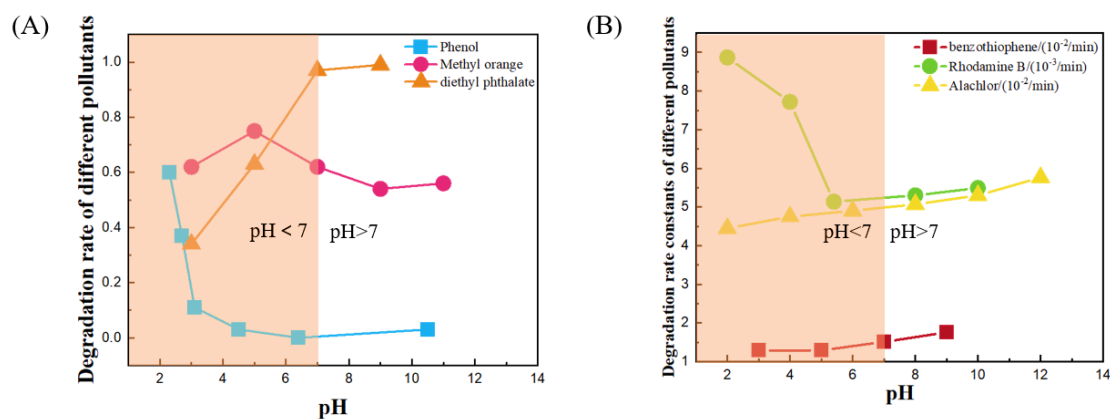 (A)
Degradation rate of different pollutants
1.0
0.8
0.6
0.4
0.2
0.0
Phenol
Methyl orange
diethyl phthalate
pH < 7
pH>7
2 4 6 8 10 12 14
pH
(B)
Degradation rate constants of different pollutants
9
8
7
6
5
4
3
2
1
benzothiophene/(10⁻²/min)
Rhodamine B/(10⁻³/min)
Alachlor/(10⁻²/min)
pH<7
pH>7
2 4 6 8 10 12 14
pH